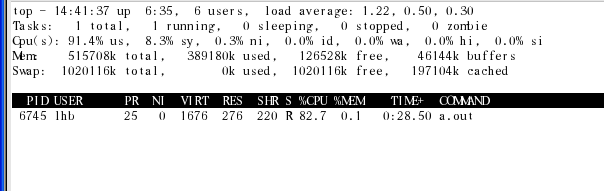 top - 14:41:37 up  6:35,  6 users,  load average: 1.22, 0.50, 0.30
Tasks:   1 total,   1 running,   0 sleeping,   0 stopped,   0 zombie
Cpu(s): 91.4% us,  8.3% sy,  0.3% ni,  0.0% id,  0.0% wa,  0.0% hi,  0.0% si
Mem:    515708k total,   389180k used,   126528k free,    46144k buffers
Swap:  1020116k total,        0k used,  1020116k free,   197104k cached
PID USER      PR  NI  VIRT  RES  SHR S %CPU %MEM    TIME+  COMMAND
6745 lhb       25   0  1676  276  220 R 82.7  0.1   0:28.50 a.out